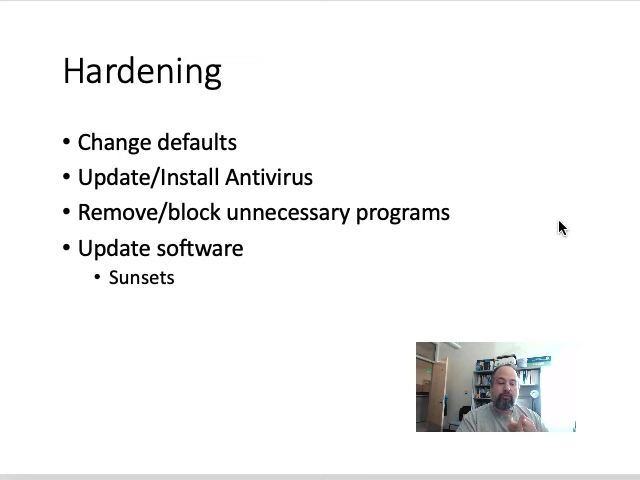 Hardening
• Change defaults
• Update/Install Antivirus
• Remove/block unnecessary programs
• Update software
• Sunsets